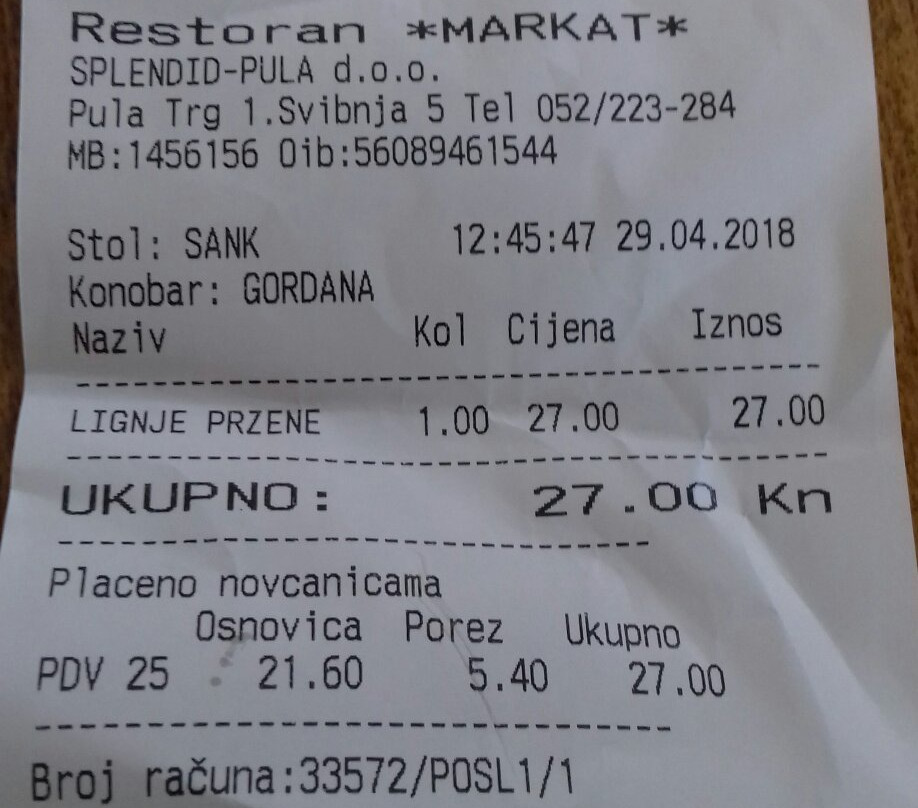 Restoran *MARKAT*
SPLENDID-PULA d.o.o.
Pula Trg 1.Svibnja 5 Tel 052/223-284
MB:1456156 Oib:56089461544
Stol: SANK 12:45:47 29.04.2018
Konobar: GORDANA
Naziv Kol Cijena Iznos
LIGNJE PRZENE 1.00 27.00 27.00
UKUPNO: 27.00 Kn
Placeno novcanicama
Osnovica Porez Ukupno
PDV 25 21.60 5.40 27.00
Broj računa:33572/POSL1/1